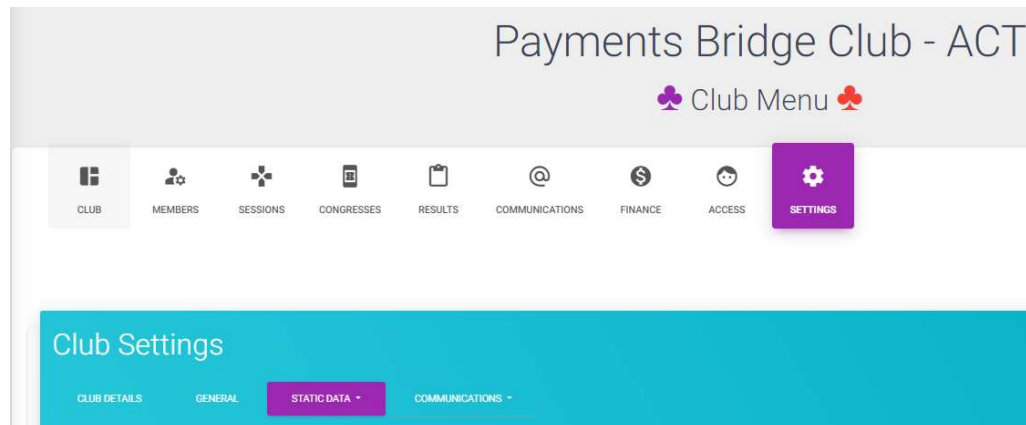 Payments Bridge Club - ACT
Club Menu
CLUB MEMBERS SESSIONS CONGRESSES RESULTS COMMUNICATIONS FINANCE ACCESS SETTINGS
Club Settings
CLUB DETAILS GENERAL STATIC DATA COMMUNICATIONS